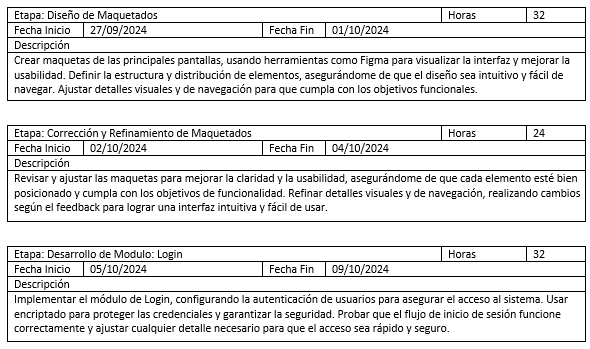 Etapa: Diseño de Maquetados Horas 32
Fecha Inicio 27/09/2024 Fecha Fin 01/10/2024
Descripción
Crear maquetas de las principales pantallas, usando herramientas como Figma para visualizar la interfaz y mejorar la
usabilidad. Definir la estructura y distribución de elementos, asegurándome de que el diseño sea intuitivo y fácil de
navegar. Ajustar detalles visuales y de navegación para que cumpla con los objetivos funcionales.
Etapa: Corrección y Refinamiento de Maquetados Horas 24
Fecha Inicio 02/10/2024 Fecha Fin 04/10/2024
Descripción
Revisar y ajustar las maquetas para mejorar la claridad y la usabilidad, asegurándome de que cada elemento esté bien
posicionado y cumpla con los objetivos de funcionalidad. Refinar detalles visuales y de navegación, realizando cambios
según el feedback para lograr una interfaz intuitiva y fácil de usar.
Etapa: Desarrollo de Modulo: Login Horas 32
Fecha Inicio 05/10/2024 Fecha Fin 09/10/2024
Descripción
Implementar el módulo de Login, configurando la autenticación de usuarios para asegurar el acceso al sistema. Usar
encriptado para proteger las credenciales y garantizar la seguridad. Probar que el flujo de inicio de sesión funcione
correctamente y ajustar cualquier detalle necesario para que el acceso sea rápido y seguro.